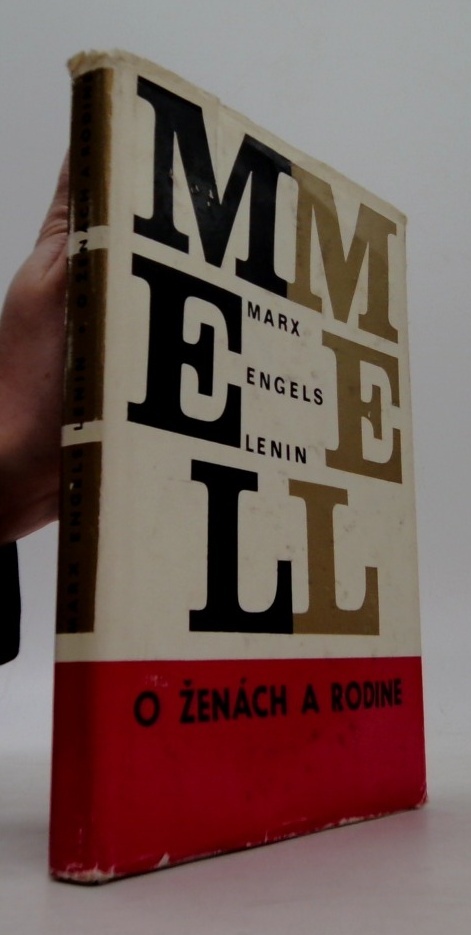 MM
MARX
EE
ENGELS
LENIN
LL
O ŽENÁCH A RODINE
MARX ENGELS LENIN • O ŽENÁCH A RODINE